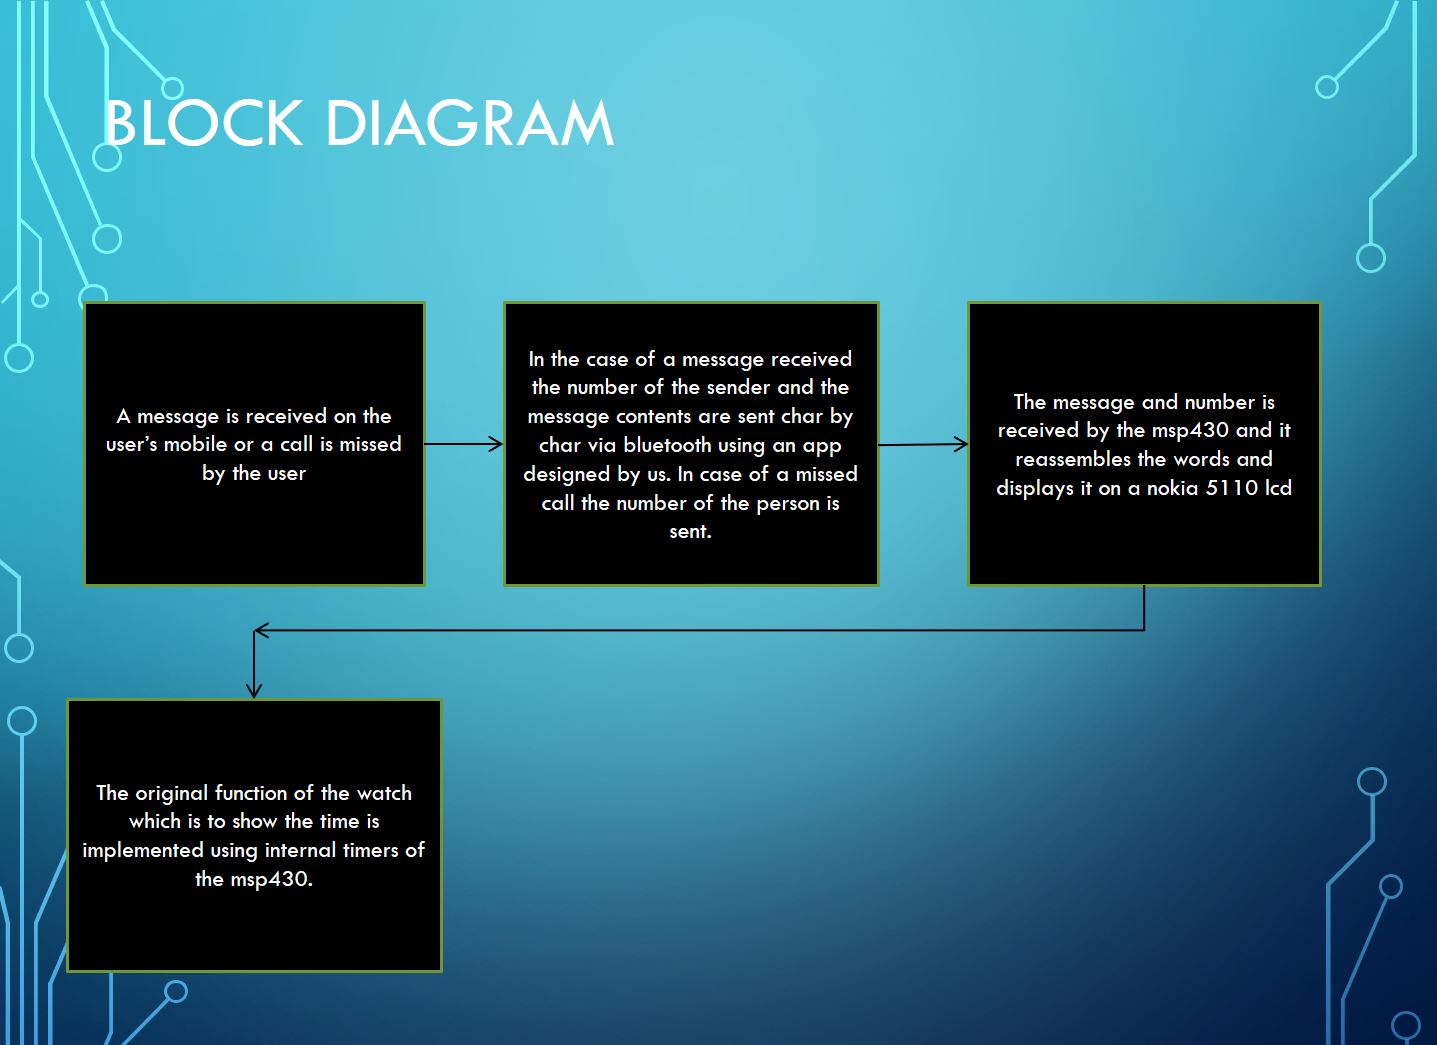 BLOCK DIAGRAM
A message is received on the
user’s mobile or a call is missed
by the user
In the case of a message received
the number of the sender and the
message contents are sent char by
char via bluetooth using an app
designed by us. In case of a missed
call the number of the person is
sent.
The message and number is
received by the msp430 and it
reassembles the words and
displays it on a nokia 5110 lcd
The original function of the watch
which is to show the time is
implemented using internal timers of
the msp430.